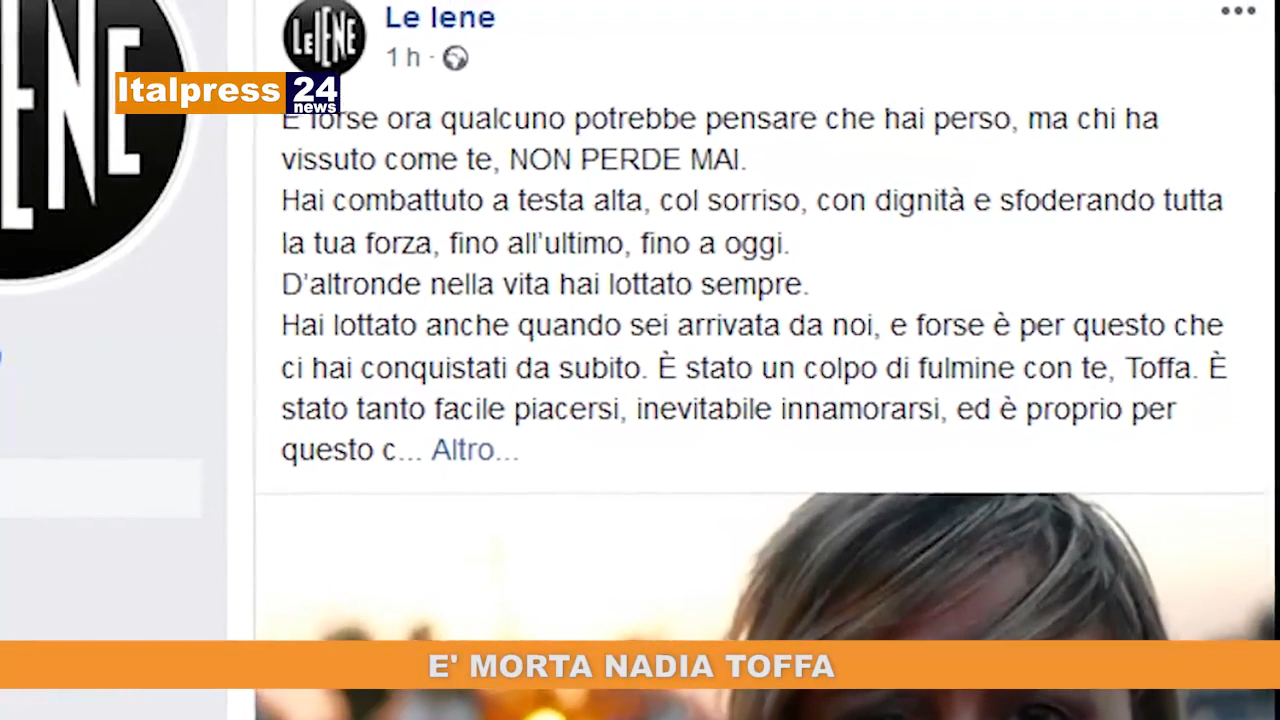 Le Iene
LEIENE
1 h
IENE
Italpress 24
news
E forse ora qualcuno potrebbe pensare che hai perso, ma chi ha
vissuto come te, NON PERDE MAI.
Hai combattuto a testa alta, col sorriso, con dignità e sfoderando tutta
la tua forza, fino all'ultimo, fino a oggi.
D'altronde nella vita hai lottato sempre.
Hai lottato anche quando sei arrivata da noi, e forse è per questo che
ci hai conquistati da subito. È stato un colpo di fulmine con te, Toffa. È
stato tanto facile piacersi, inevitabile innamorarsi, ed è proprio per
questo c... Altro...
E' MORTA NADIA TOFFA